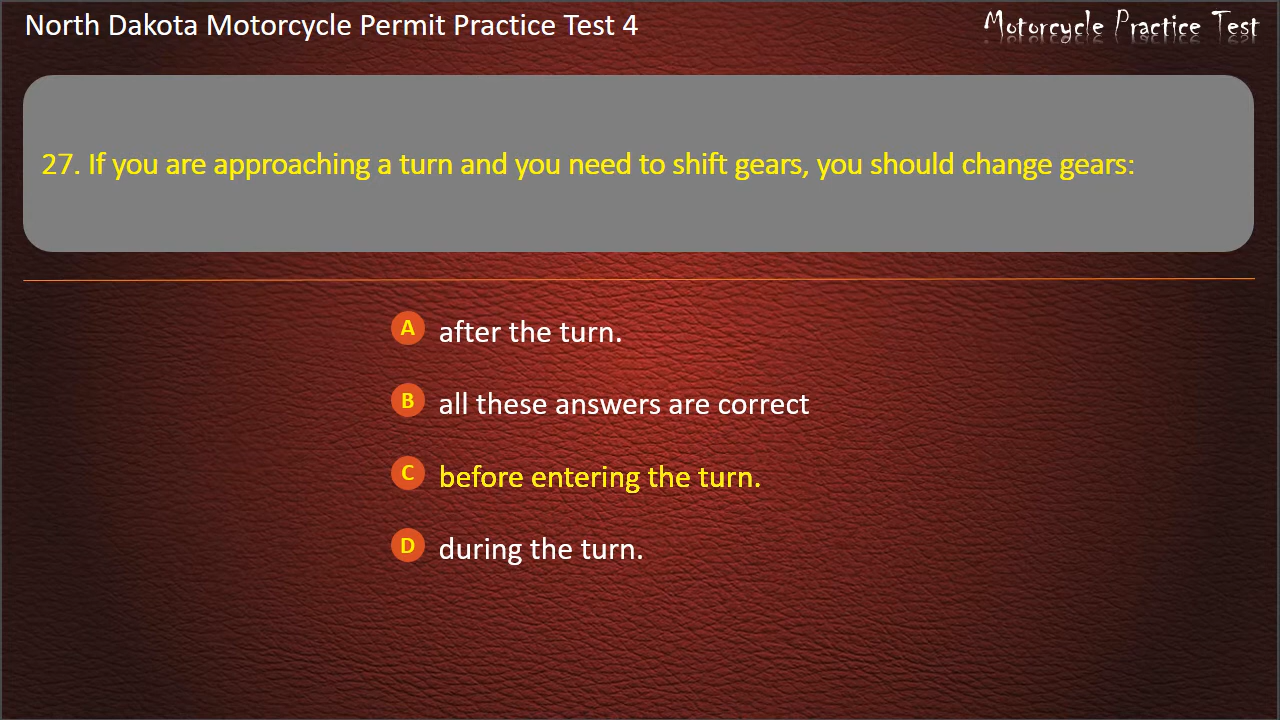 North Dakota Motorcycle Permit Practice Test 4
Motorcycle Practice Test
27. If you are approaching a turn and you need to shift gears, you should change gears:
A after the turn.
B all these answers are correct
C before entering the turn.
D during the turn.